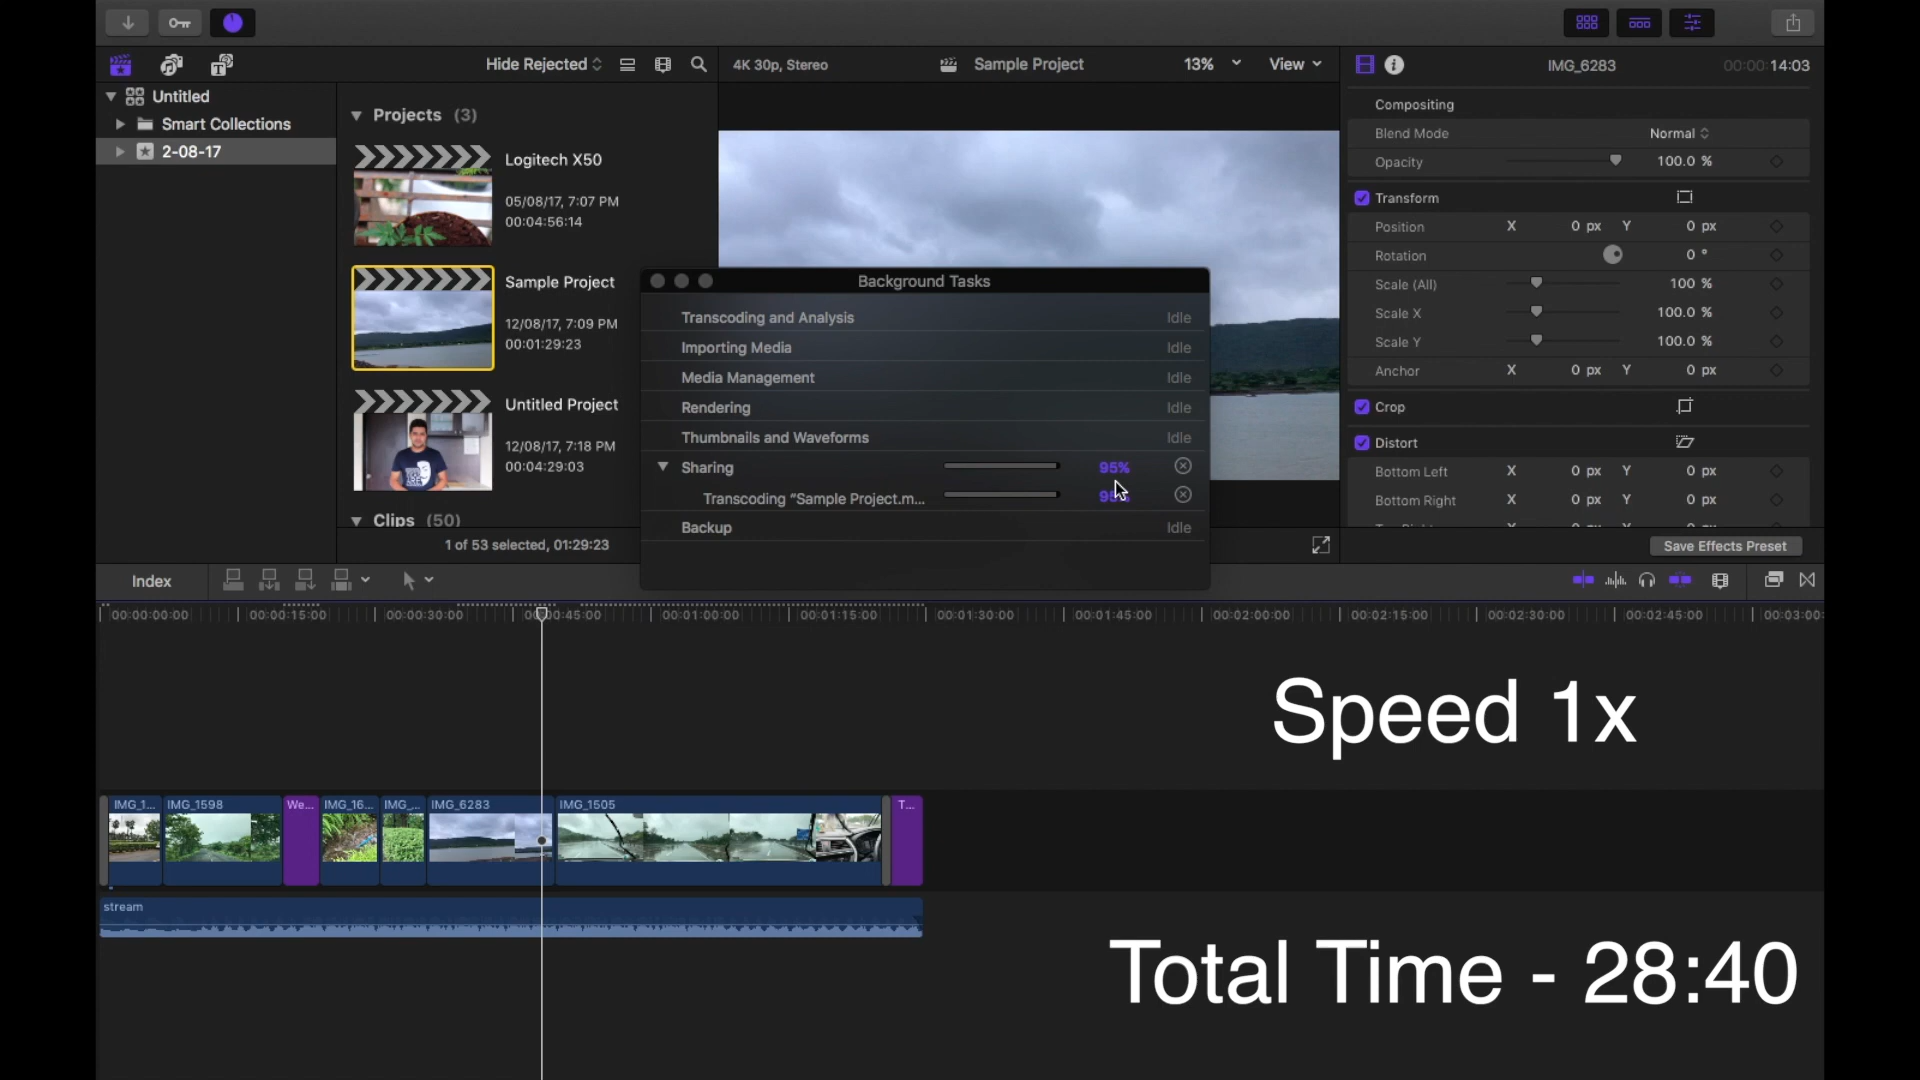 Hide Rejected
4K 30p, Stereo
Sample Project
13%
View
IMG_6283
00:00:14:03
Untitled
Smart Collections
2-08-17
Projects (3)
Logitech X50
05/08/17, 7:07 PM
00:04:56:14
Sample Project
12/08/17, 7:09 PM
00:01:29:23
Untitled Project
12/08/17, 7:18 PM
00:04:29:03
Clips (50)
1 of 53 selected, 01:29:23
Background Tasks
Transcoding and Analysis Idle
Importing Media Idle
Media Management Idle
Rendering Idle
Thumbnails and Waveforms Idle
Sharing 95%
Transcoding “Sample Project.m...
Backup Idle
Compositing
Blend Mode Normal
Opacity 100.0 %
Transform
Position X 0 px Y 0 px
Rotation 0 °
Scale (All) 100 %
Scale X 100.0 %
Scale Y 100.0 %
Anchor X 0 px Y 0 px
Crop
Distort
Bottom Left X 0 px Y 0 px
Bottom Right X 0 px Y 0 px
Save Effects Preset
Index
00:00:00:00 00:00:15:00 00:00:30:00 00:00:45:00 00:01:00:00 00:01:15:00 00:01:30:00 00:01:45:00 00:02:00:00 00:02:15:00 00:02:30:00 00:02:45:00 00:03:00:
Speed 1x
IMG_1... IMG_1598 We... IMG_16... IMG_... IMG_6283 IMG_1505 T...
stream
Total Time - 28:40